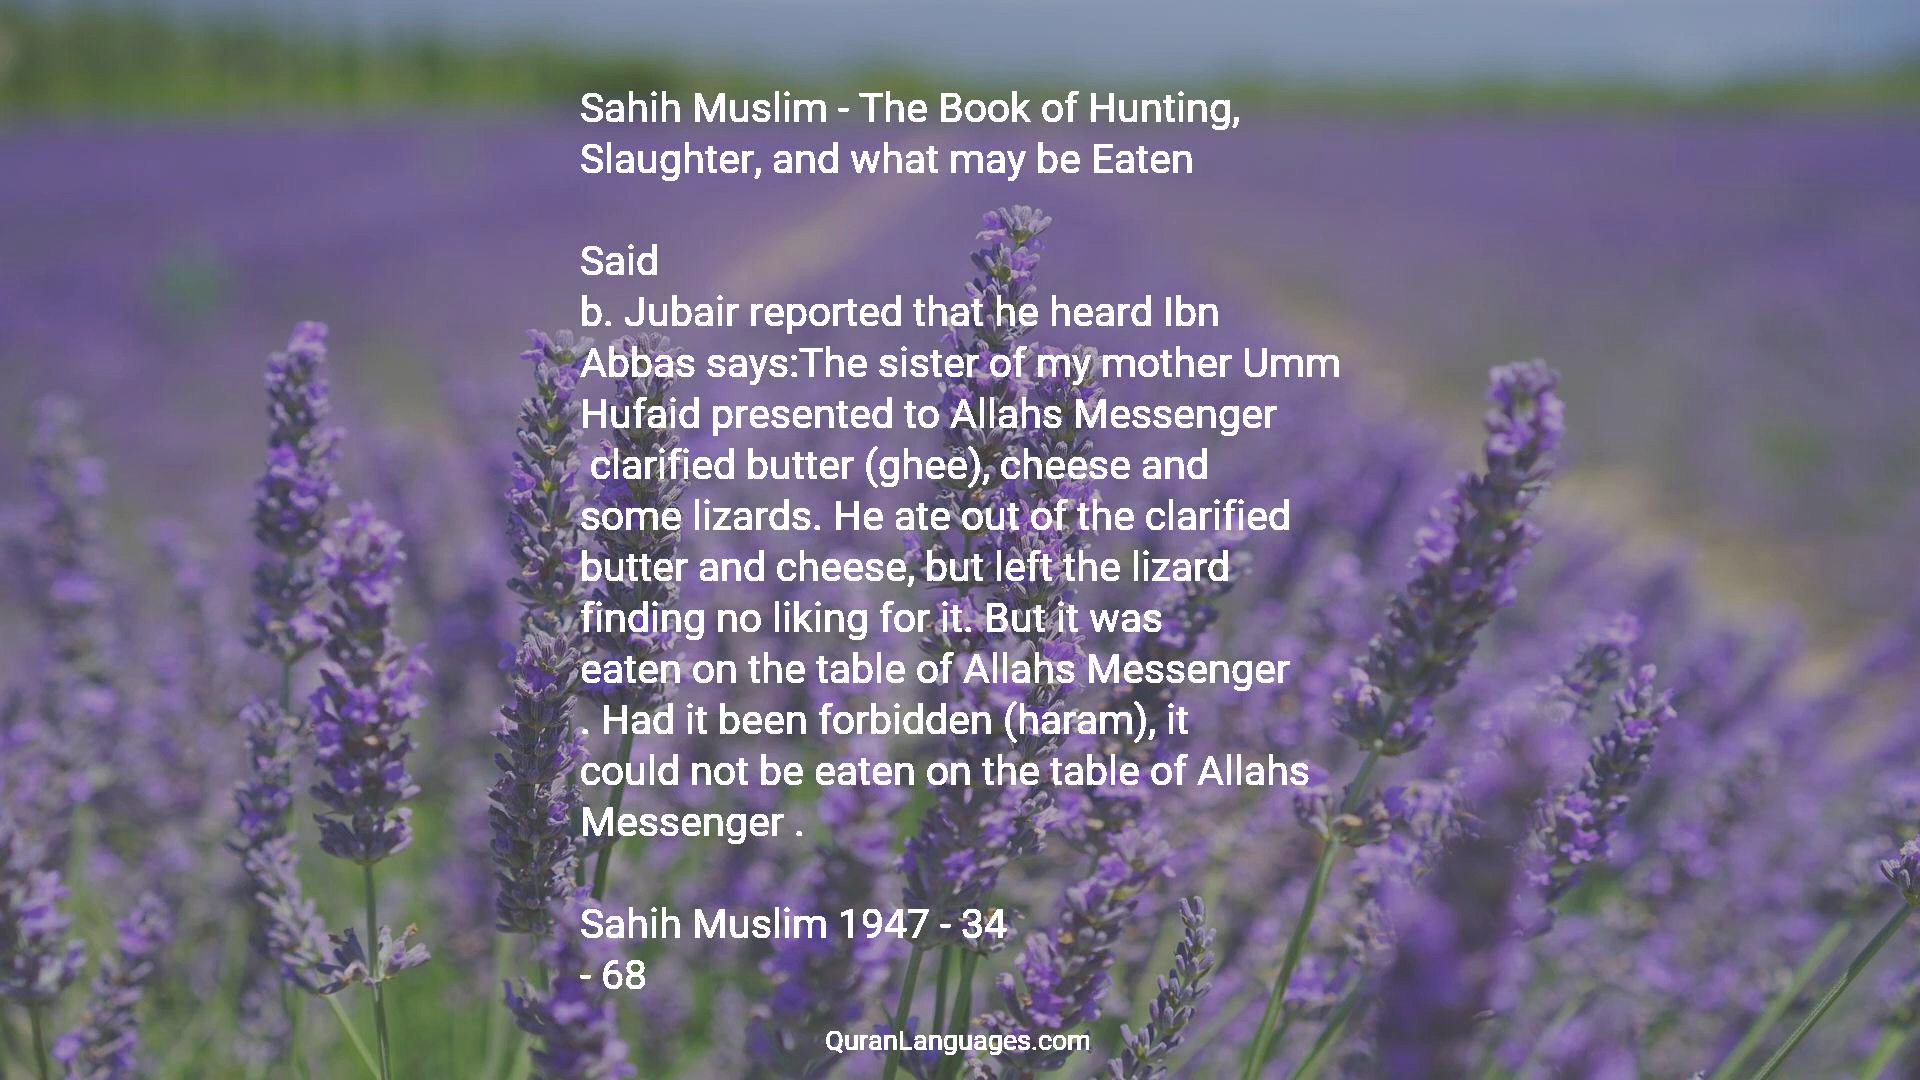 Sahih Muslim - The Book of Hunting,
Slaughter, and what may be Eaten
Said
b. Jubair reported that he heard Ibn
Abbas says:The sister of my mother Umm
Hufaid presented to Allahs Messenger
clarified butter (ghee), cheese and
some lizards. He ate out of the clarified
butter and cheese, but left the lizard
finding no liking for it. But it was
eaten on the table of Allahs Messenger
. Had it been forbidden (haram), it
could not be eaten on the table of Allahs
Messenger .
Sahih Muslim 1947 - 34
- 68
QuranLanguages.com